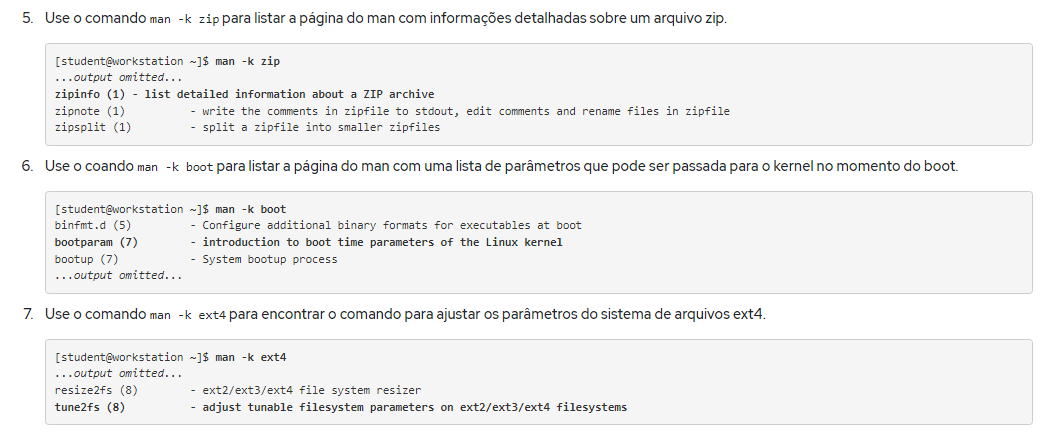 5. Use o comando man -k zip para listar a página do man com informações detalhadas sobre um arquivo zip.
[student@workstation ~]$ man -k zip
...output omitted...
zipinfo (1) - list detailed information about a ZIP archive
zipnote (1) - write the comments in zipfile to stdout, edit comments and rename files in zipfile
zipsplit (1) - split a zipfile into smaller zipfiles
6. Use o coando man -k boot para listar a página do man com uma lista de parâmetros que pode ser passada para o kernel no momento do boot.
[student@workstation ~]$ man -k boot
binfmt.d (5) - Configure additional binary formats for executables at boot
bootparam (7) - introduction to boot time parameters of the Linux kernel
bootup (7) - System bootup process
...output omitted...
7. Use o comando man -k ext4 para encontrar o comando para ajustar os parâmetros do sistema de arquivos ext4.
[student@workstation ~]$ man -k ext4
...output omitted...
resize2fs (8) - ext2/ext3/ext4 file system resizer
tune2fs (8) - adjust tunable filesystem parameters on ext2/ext3/ext4 filesystems